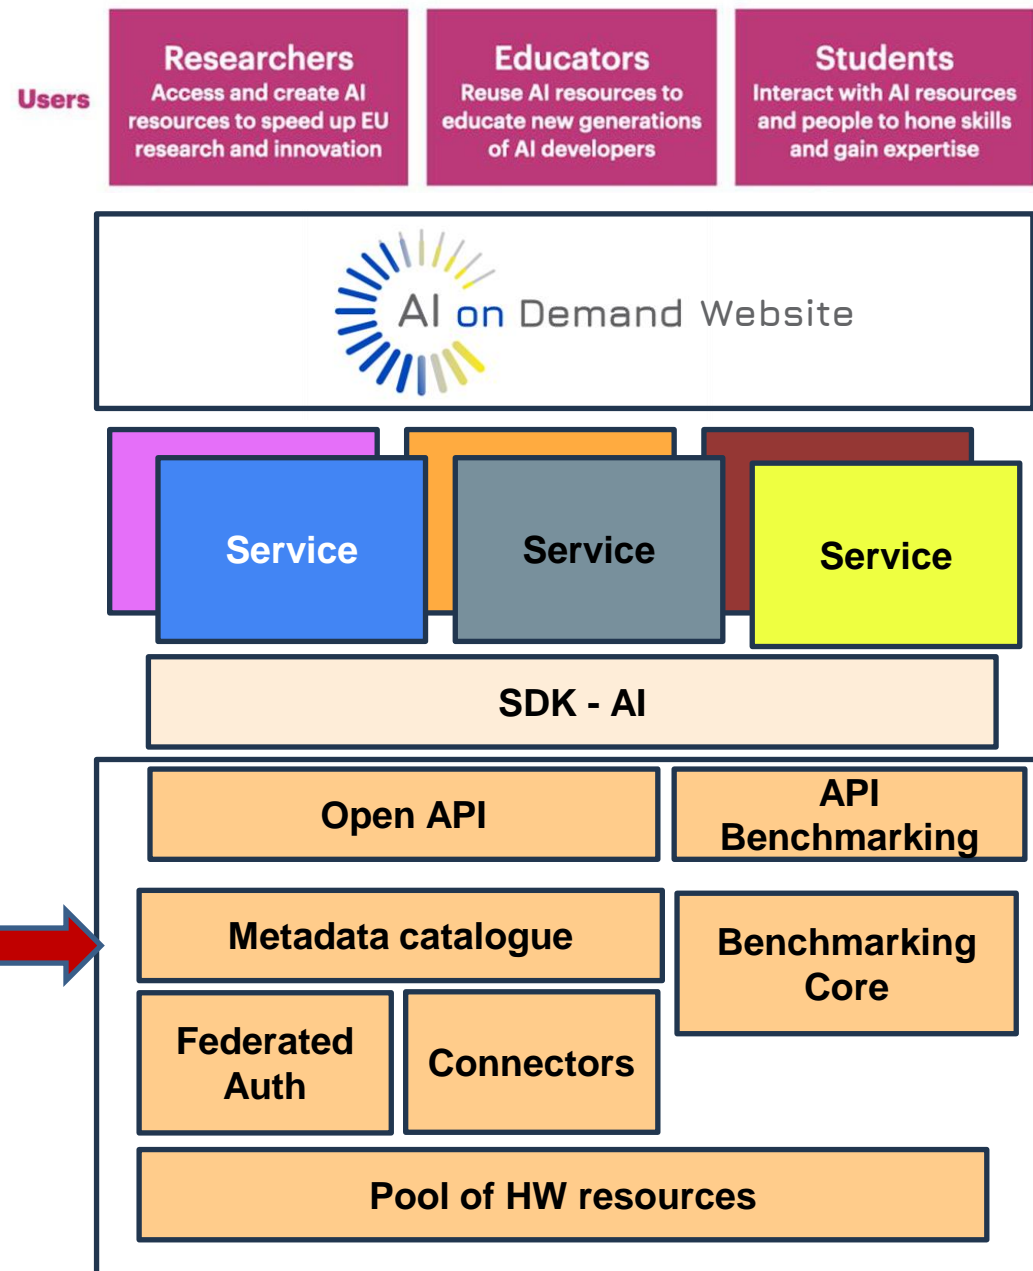 Users
Researchers
Access and create AI
resources to speed up EU
research and innovation
Educators
Reuse AI resources to
educate new generations
of AI developers
Students
Interact with AI resources
and people to hone skills
and gain expertise
AI on Demand Website
Service
Service
Service
SDK - AI
Open API
API
Benchmarking
Metadata catalogue
Benchmarking
Core
Federated
Auth
Connectors
Pool of HW resources